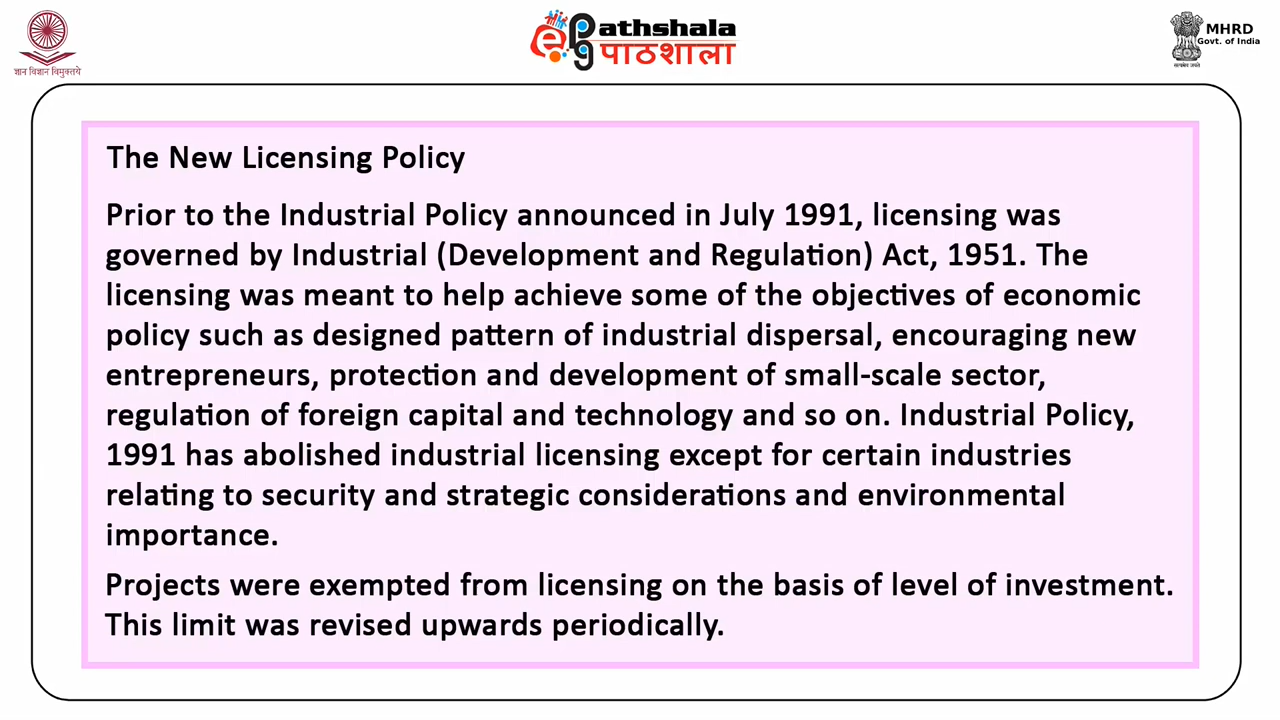 ज्ञान विज्ञान विमुक्तये
epg Pathshala
पाठशाला
MHRD
Govt. of India
सत्यमेव जयते
The New Licensing Policy
Prior to the Industrial Policy announced in July 1991, licensing was
governed by Industrial (Development and Regulation) Act, 1951. The
licensing was meant to help achieve some of the objectives of economic
policy such as designed pattern of industrial dispersal, encouraging new
entrepreneurs, protection and development of small-scale sector,
regulation of foreign capital and technology and so on. Industrial Policy,
1991 has abolished industrial licensing except for certain industries
relating to security and strategic considerations and environmental
importance.
Projects were exempted from licensing on the basis of level of investment.
This limit was revised upwards periodically.